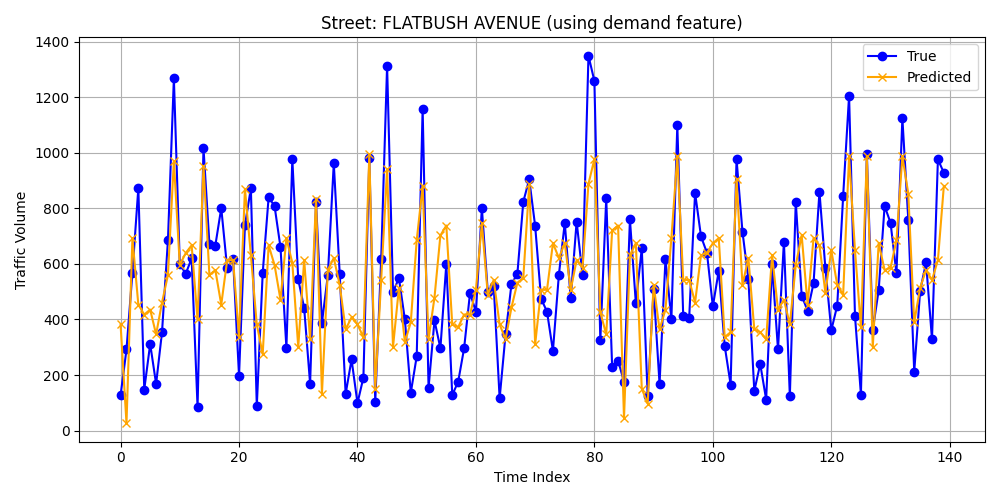 Street: FLATBUSH AVENUE (using demand feature)
1400
1200
1000
800
600
400
200
0
Traffic Volume
True
Predicted
0 20 40 60 80 100 120 140
Time Index